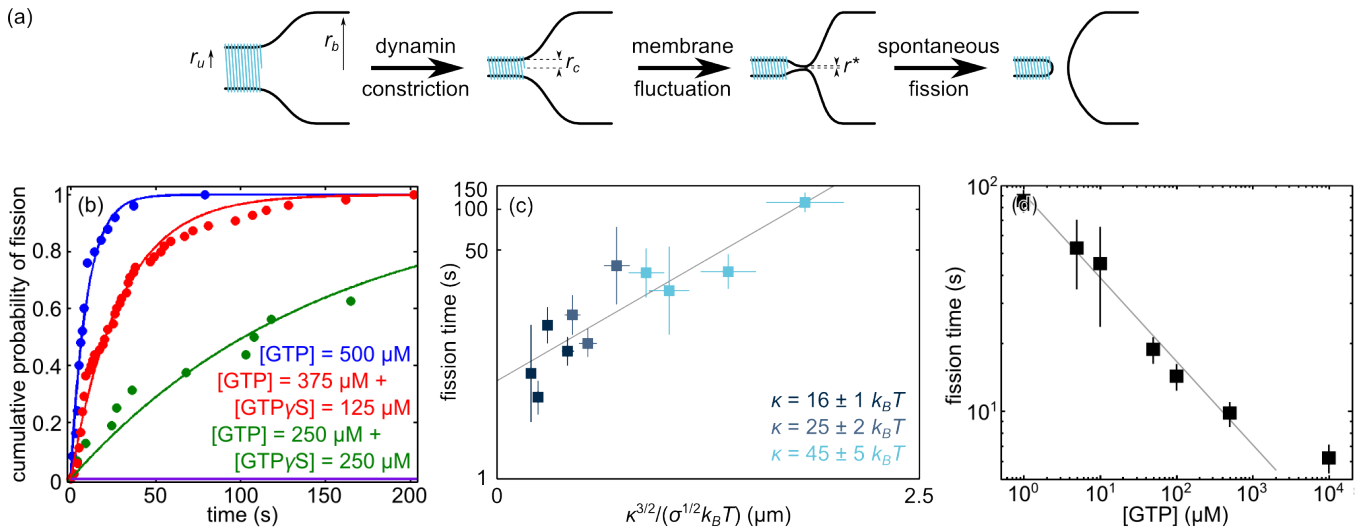 (a)
r_u
r_b
dynamin
constriction
r_c
membrane
fluctuation
r*
spontaneous
fission
(b)
cumulative probability of fission
1
0.8
0.6
0.4
0.2
0
0 50 100 150 200
time (s)
[GTP] = 500 µM
[GTP] = 375 µM +
[GTPγS] = 125 µM
[GTP] = 250 µM +
[GTPγS] = 250 µM
(c)
fission time (s)
150
100
50
1
0 2.5
κ^{3/2}/(σ^{1/2}k_BT) (µm)
κ = 16 ± 1 k_BT
κ = 25 ± 2 k_BT
κ = 45 ± 5 k_BT
(d)
fission time (s)
10^2
10^1
10^0 10^1 10^2 10^3 10^4
[GTP] (µM)